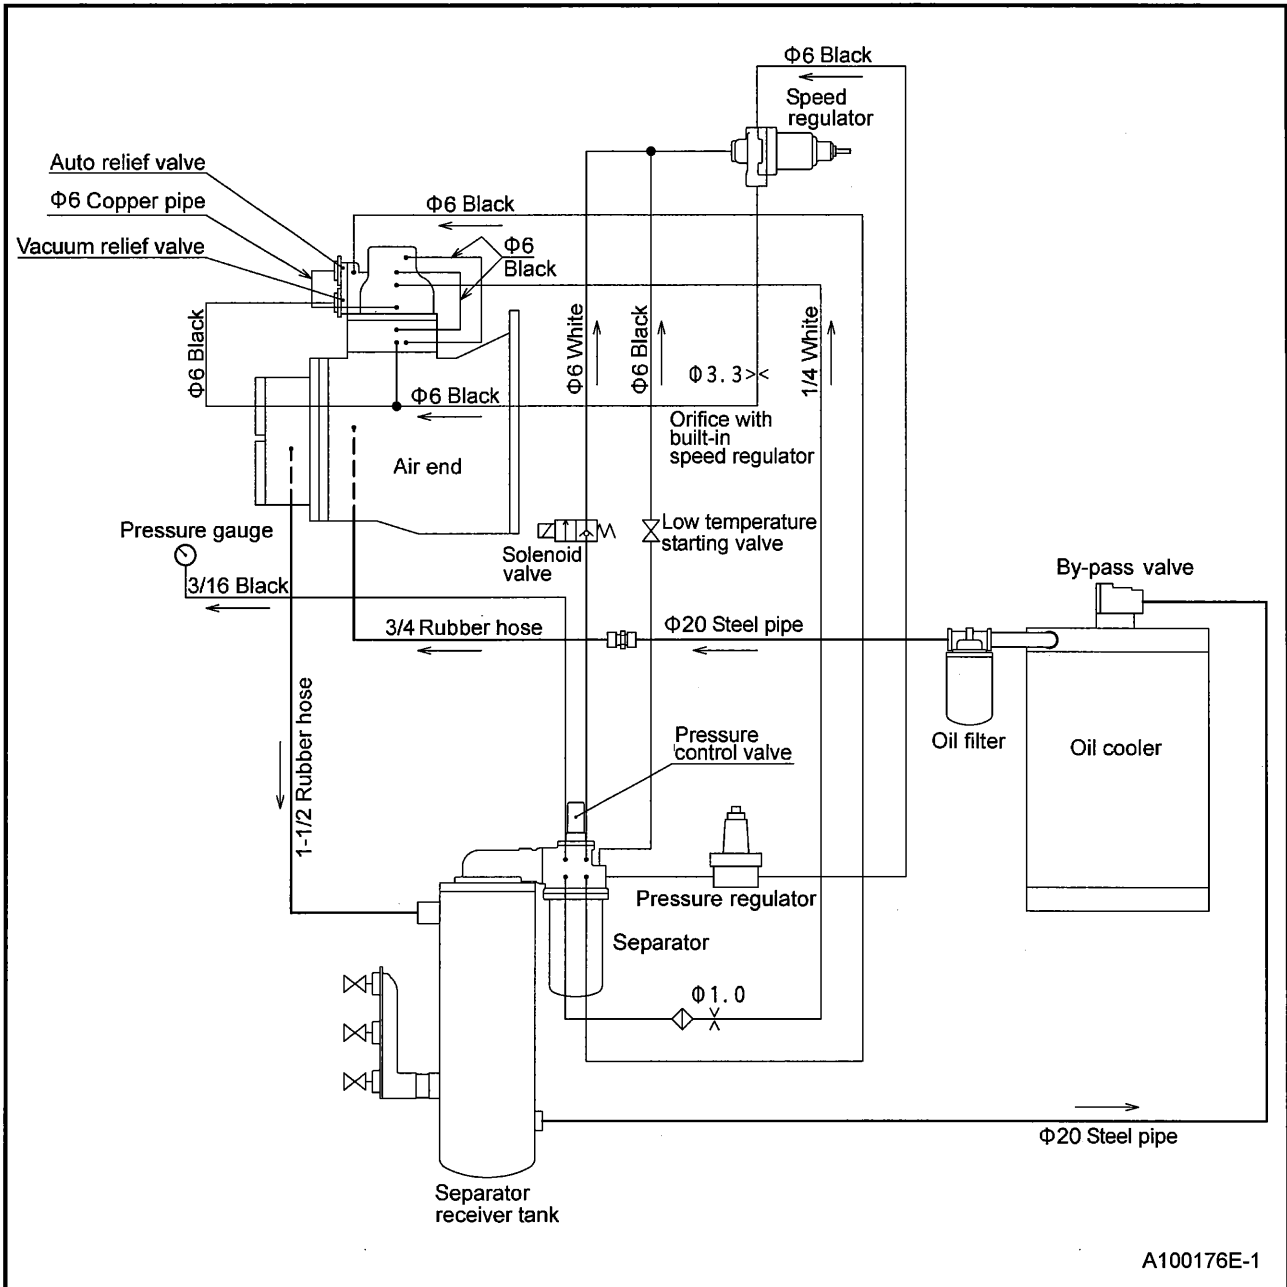 Φ6 Black
Speed
regulator
Auto relief valve
Φ6 Copper pipe
Vacuum relief valve
Φ6 Black
Φ6
Black
Φ6 Black
Φ6 White
Φ6 Black
1/4 White
Φ3.3
Φ6 Black
Orifice with
built-in
speed regulator
Air end
Pressure gauge
3/16 Black
Solenoid
valve
Low temperature
starting valve
By-pass valve
3/4 Rubber hose
Φ20 Steel pipe
1-1/2 Rubber hose
Oil filter
Oil cooler
Pressure
control valve
Pressure regulator
Separator
Φ1.0
Φ20 Steel pipe
Separator
receiver tank
A100176E-1